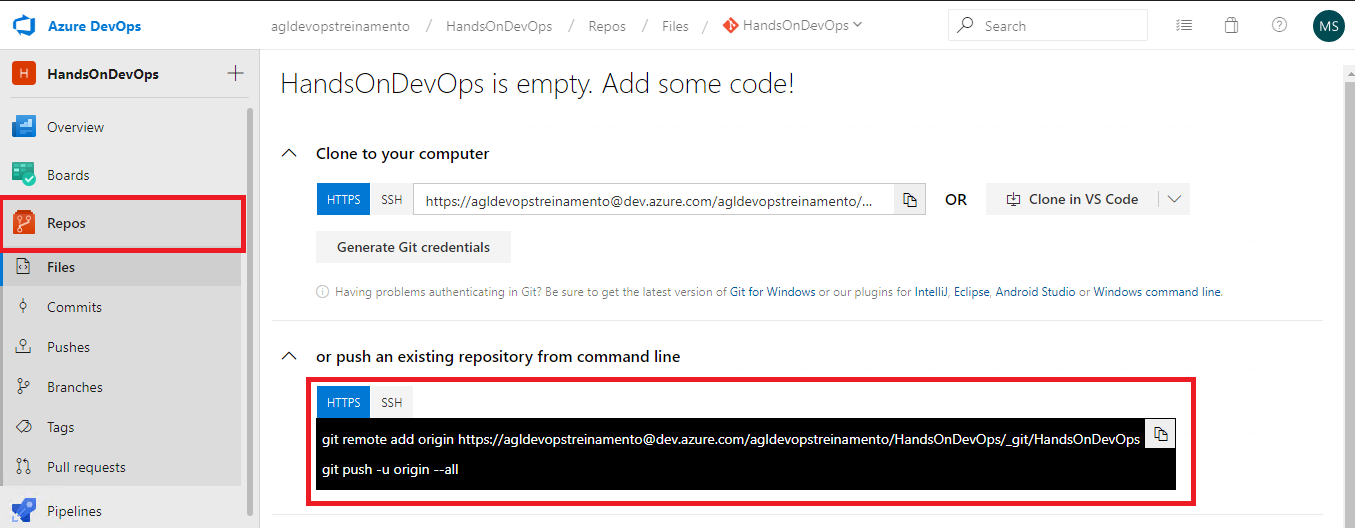 Azure DevOps
agldevopstreinamento / HandsOnDevOps / Repos / Files / HandsOnDevOps
Search
MS
H HandsOnDevOps
Overview
Boards
Repos
Files
Commits
Pushes
Branches
Tags
Pull requests
Pipelines
HandsOnDevOps is empty. Add some code!
Clone to your computer
HTTPS SSH https://agldevopstreinamento@dev.azure.com/agldevopstreinamento/... OR Clone in VS Code
Generate Git credentials
Having problems authenticating in Git? Be sure to get the latest version of Git for Windows or our plugins for IntelliJ, Eclipse, Android Studio or Windows command line.
or push an existing repository from command line
HTTPS SSH
git remote add origin https://agldevopstreinamento@dev.azure.com/agldevopstreinamento/HandsOnDevOps/_git/HandsOnDevOps
git push -u origin --all